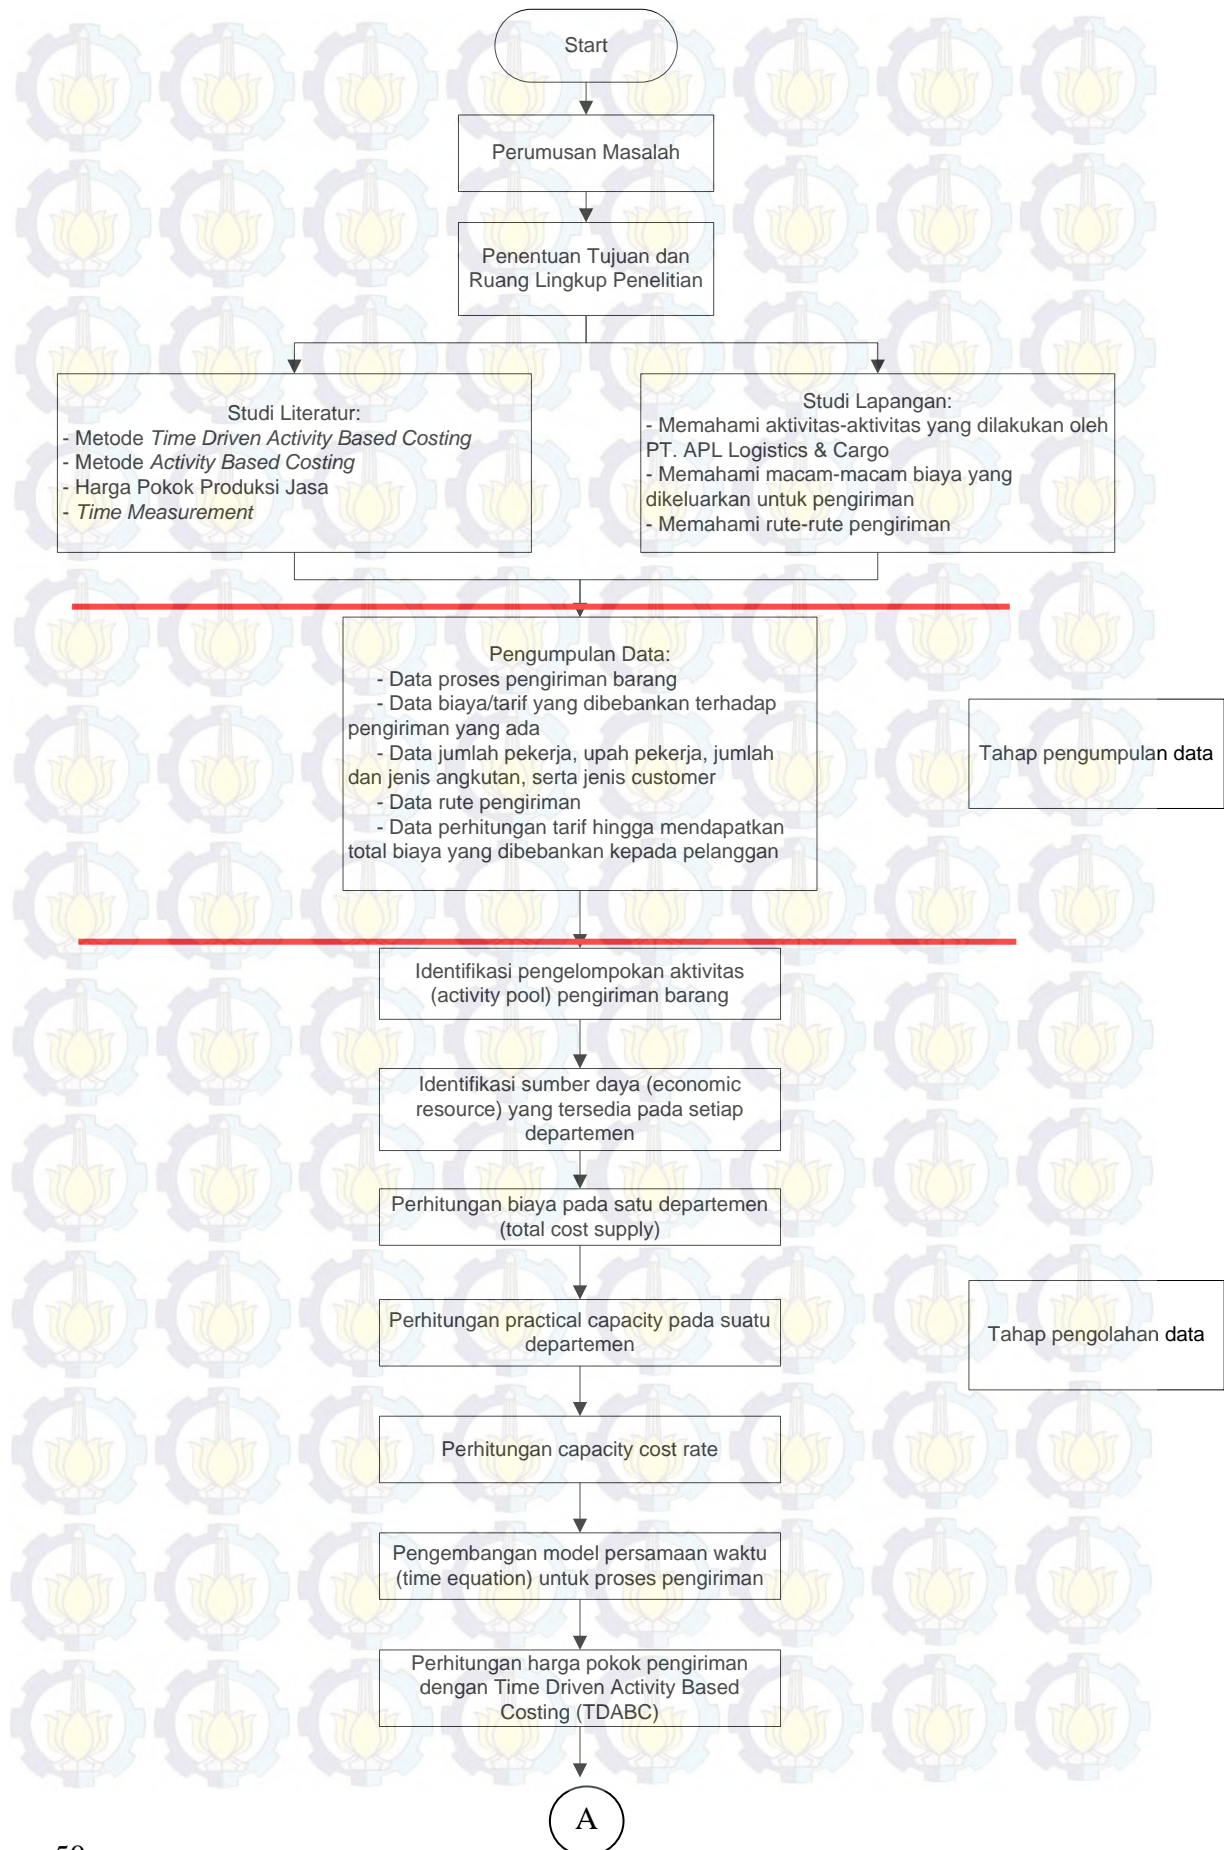 Start
Perumusan Masalah
Penentuan Tujuan dan
Ruang Lingkup Penelitian
Studi Literatur:
- Metode Time Driven Activity Based Costing
- Metode Activity Based Costing
- Harga Pokok Produksi Jasa
- Time Measurement
Studi Lapangan:
- Memahami aktivitas-aktivitas yang dilakukan oleh
PT. APL Logistics & Cargo
- Memahami macam-macam biaya yang
dikeluarkan untuk pengiriman
- Memahami rute-rute pengiriman
Pengumpulan Data:
- Data proses pengiriman barang
- Data biaya/tarif yang dibebankan terhadap
pengiriman yang ada
- Data jumlah pekerja, upah pekerja, jumlah
dan jenis angkutan, serta jenis customer
- Data rute pengiriman
- Data perhitungan tarif hingga mendapatkan
total biaya yang dibebankan kepada pelanggan
Tahap pengumpulan data
Identifikasi pengelompokan aktivitas
(activity pool) pengiriman barang
Identifikasi sumber daya (economic
resource) yang tersedia pada setiap
departemen
Perhitungan biaya pada satu departemen
(total cost supply)
Perhitungan practical capacity pada suatu
departemen
Tahap pengolahan data
Perhitungan capacity cost rate
Pengembangan model persamaan waktu
(time equation) untuk proses pengiriman
Perhitungan harga pokok pengiriman
dengan Time Driven Activity Based
Costing (TDABC)
A